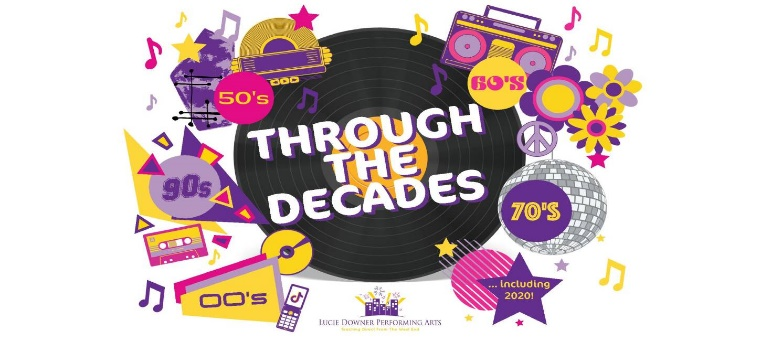 50's
60'S
THROUGH
THE
DECADES
90s
70'S
00's
... including
2020!
LUCIE DOWNER PERFORMING ARTS